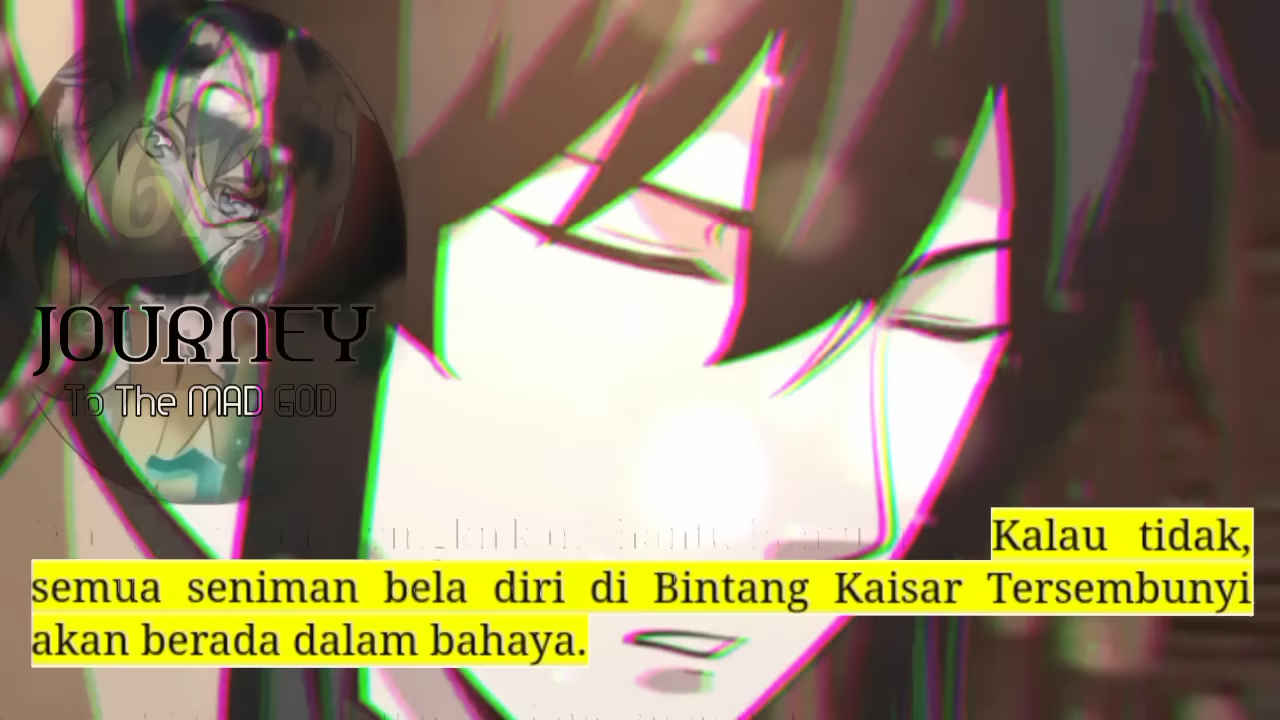 JOURNEY
To The MAD GOD
Kalau tidak,
semua seniman bela diri di Bintang Kaisar Tersembunyi
akan berada dalam bahaya.